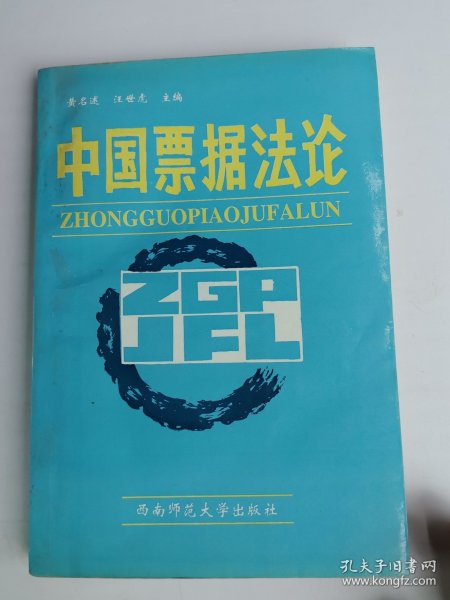 黄名述 汪世虎 主编
中国票据法论
ZHONGGUOPIAOJUFALUN
ZGP
JFL
西南师范大学出版社
孔夫子旧书网
www.kongfz.com